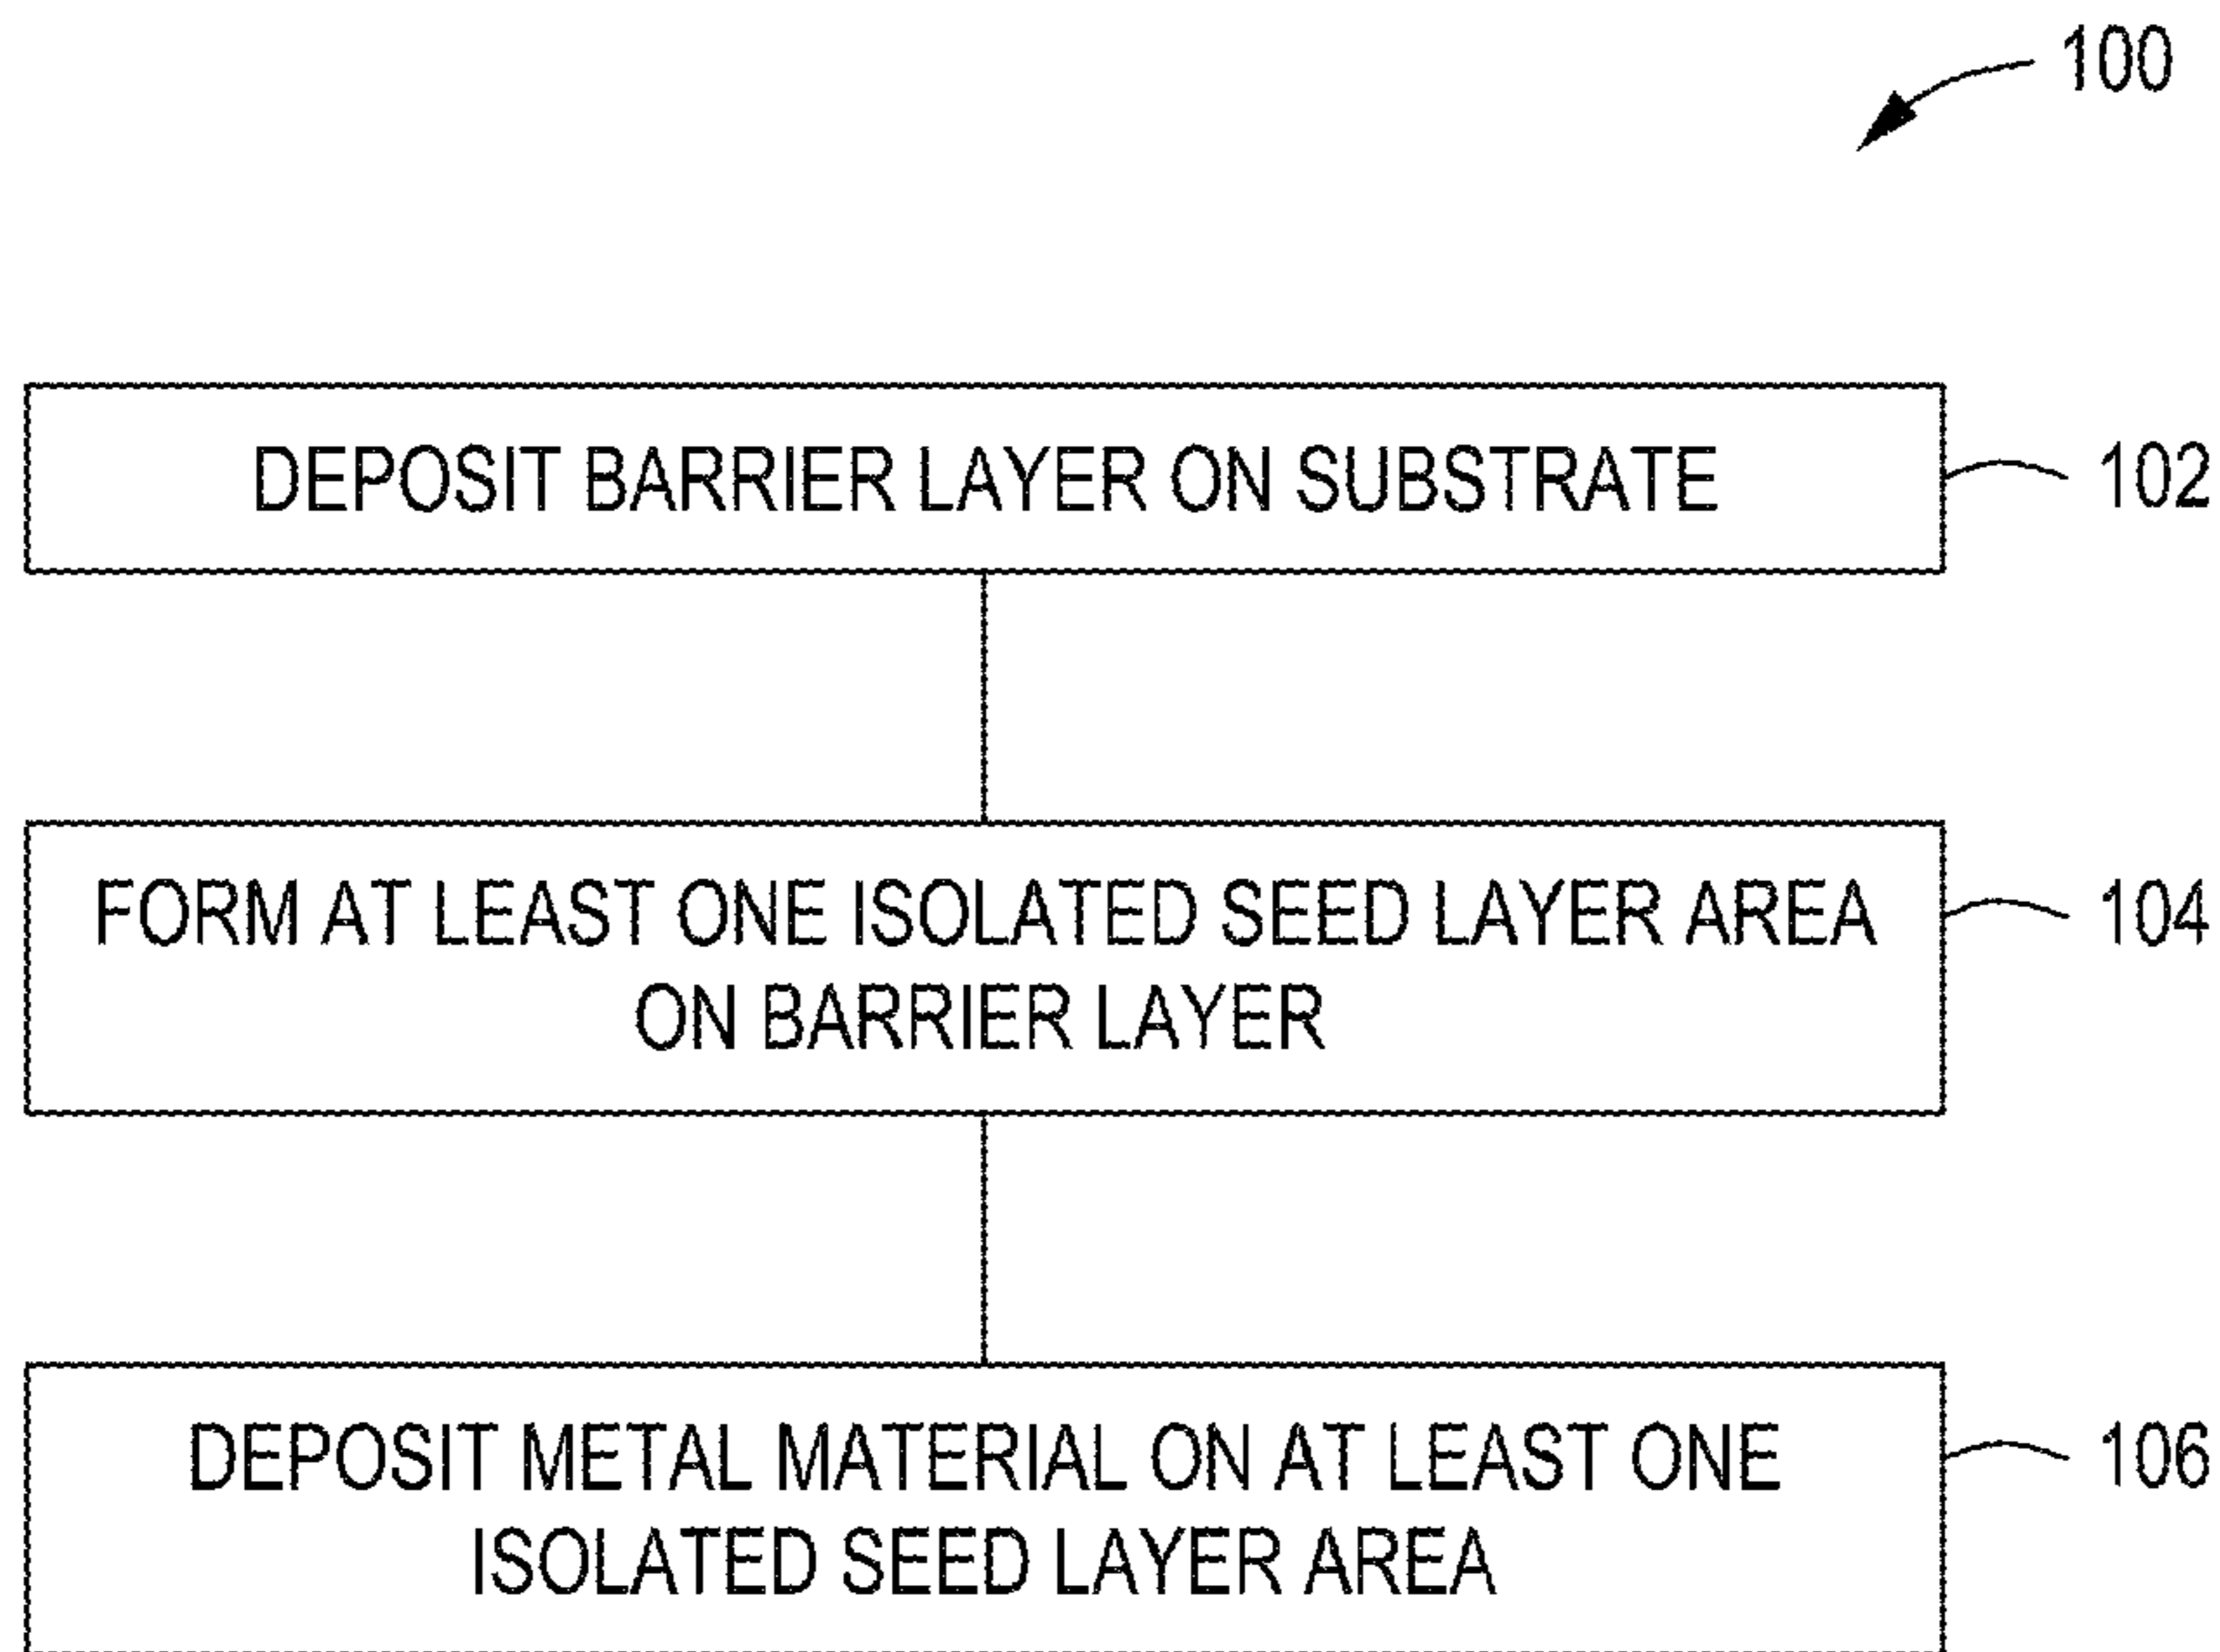 100
DEPOSIT BARRIER LAYER ON SUBSTRATE
102
FORM AT LEAST ONE ISOLATED SEED LAYER AREA
ON BARRIER LAYER
104
DEPOSIT METAL MATERIAL ON AT LEAST ONE
ISOLATED SEED LAYER AREA
106